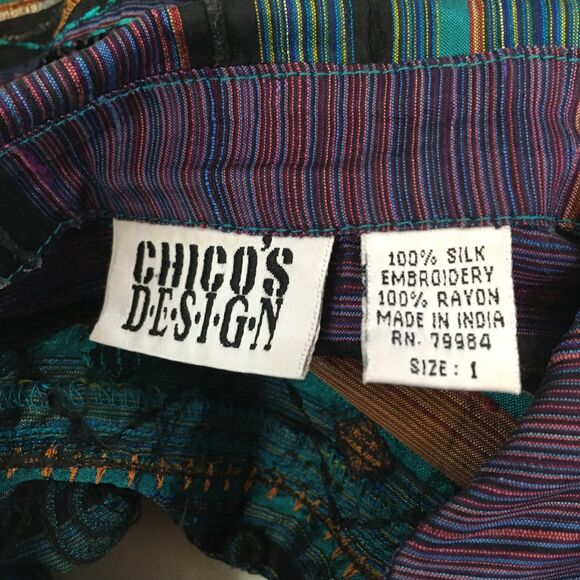 CHICO'S
D·E·S·I·G·N
100% SILK
EMBROIDERY
100% RAYON
MADE IN INDIA
RN. 79984
SIZE: 1